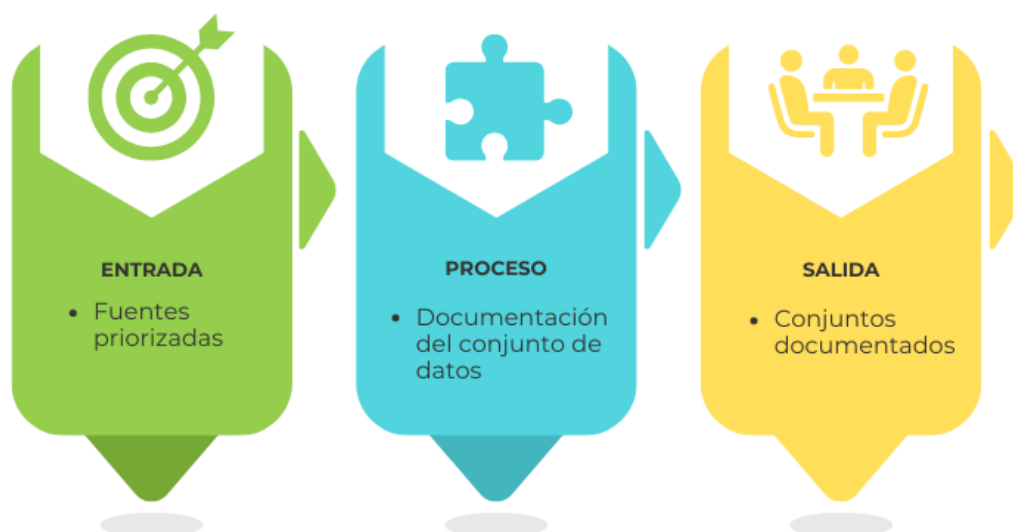 ENTRADA
• Fuentes
priorizadas
PROCESO
• Documentación
del conjunto de
datos
SALIDA
• Conjuntos
documentados